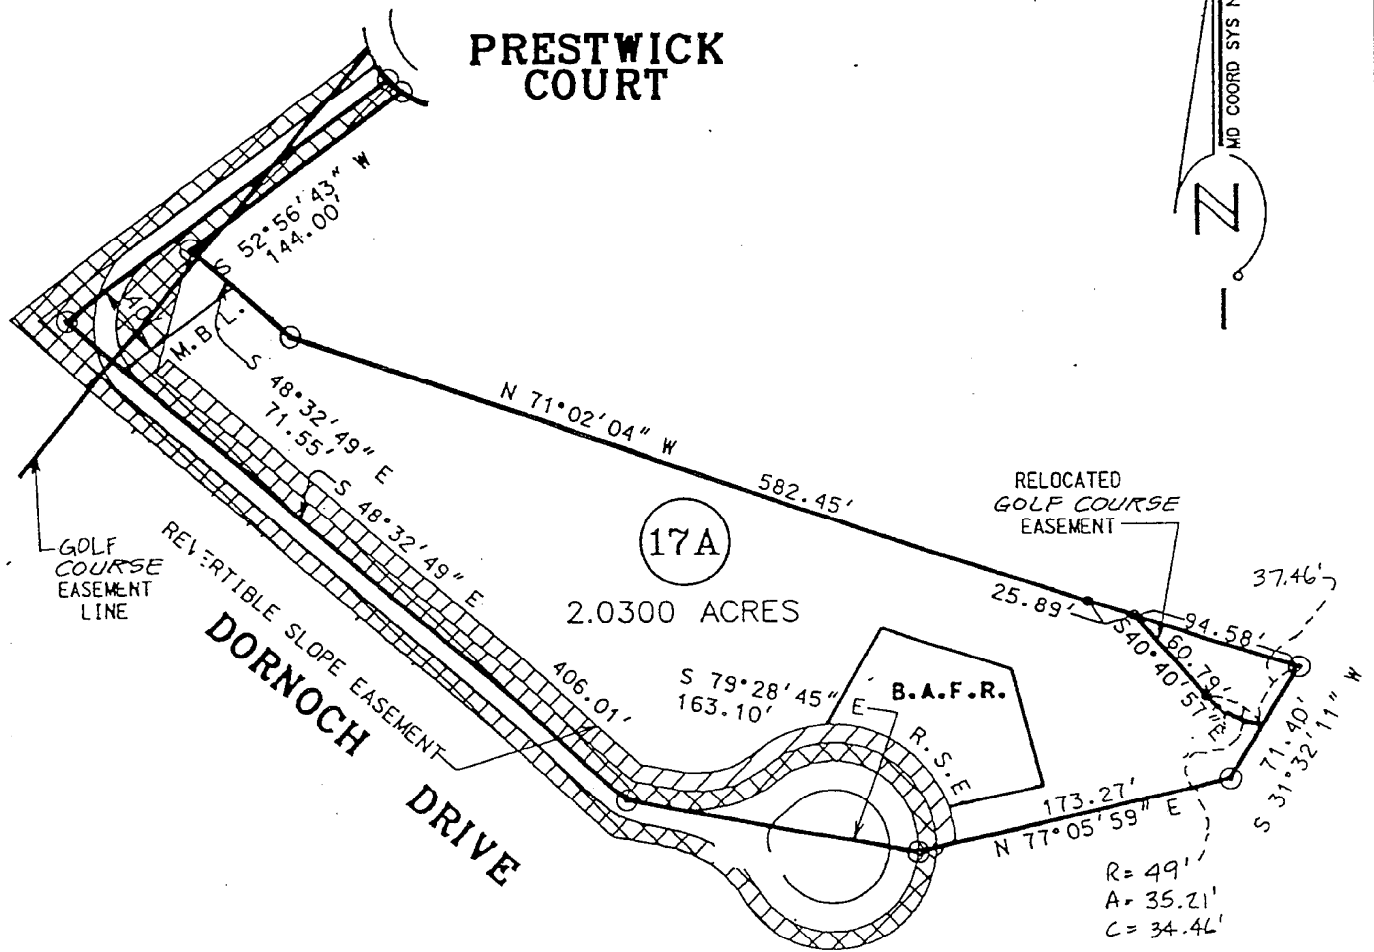 PRESTWICK
COURT
MD COORD SYS N
N
S 52°56'43" W
144.00'
40'
M.B.L.
S 48°32'49" E
71.55'
N 71°02'04" W
582.45'
S 48°32'49" E
406.01'
RELOCATED
GOLF COURSE
EASEMENT
17A
2.0300 ACRES
25.89'
94.58'
37.46'
S40°40'57"E
60.79'
71.40'
S 31°32'11" W
GOLF
COURSE
EASEMENT
LINE
REVERTIBLE SLOPE EASEMENT
DORNOCH DRIVE
S 79°28'45" E
163.10'
B.A.F.R.
R.S.E
173.27'
N 77°05'59" E
R= 49'
A= 35.21'
C= 34.46'